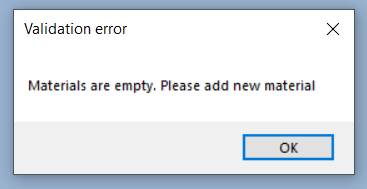 Validation error
Materials are empty. Please add new material
OK